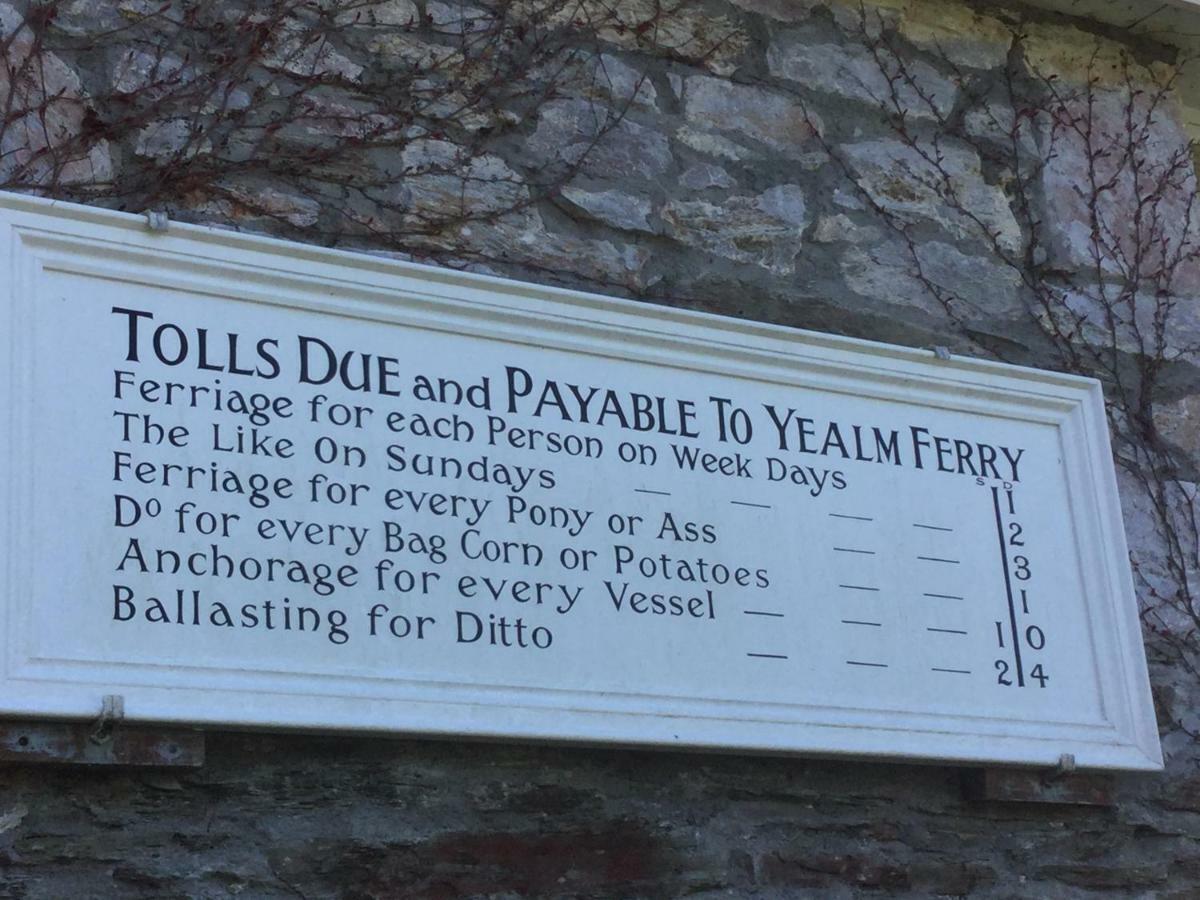 TOLLS DUE and PAYABLE TO YEALM FERRY
S D
Ferriage for each Person on Week Days 1
The Like On Sundays — — — — 2
Ferriage for every Pony or Ass — — 3
Dº for every Bag Corn or Potatoes — — 1
Anchorage for every Vessel — — — 1 0
Ballasting for Ditto — — — 2 4